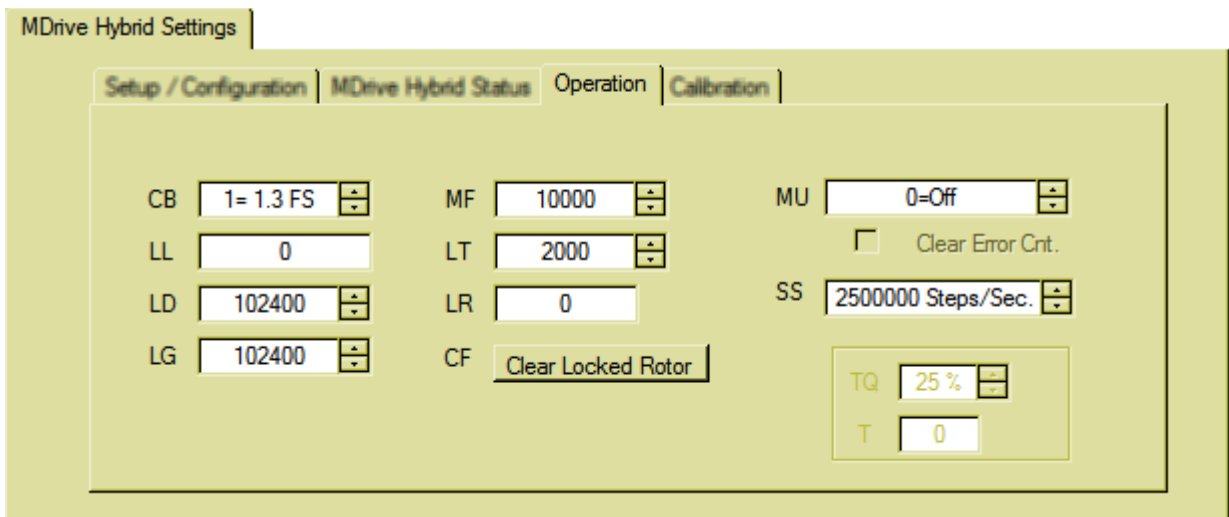 MDrive Hybrid Settings
Setup / Configuration MDrive Hybrid Status Operation Calibration
CB 1= 1.3 FS MF 10000 MU 0=Off
LL 0 LT 2000 Clear Error Cnt.
LD 102400 LR 0 SS 2500000 Steps/Sec.
LG 102400 CF Clear Locked Rotor
TQ 25 %
T 0